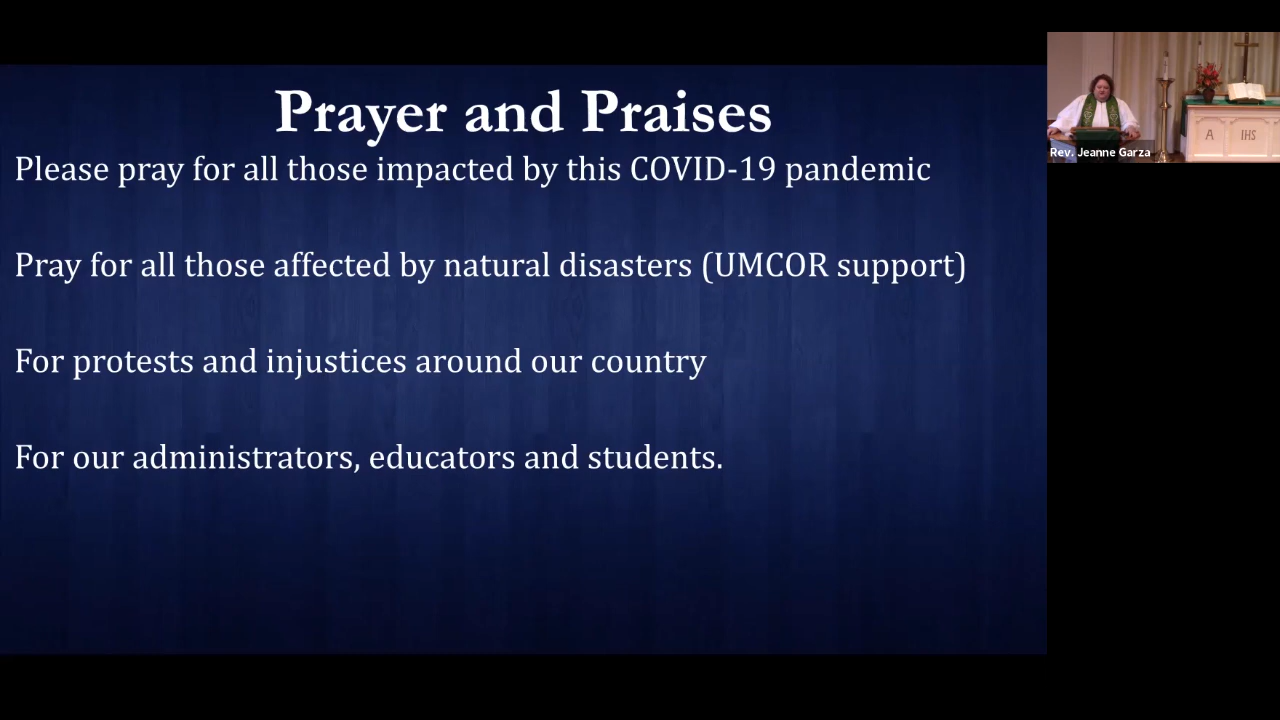 Prayer and Praises
Please pray for all those impacted by this COVID-19 pandemic
Pray for all those affected by natural disasters (UMCOR support)
For protests and injustices around our country
For our administrators, educators and students.
Rev. Jeanne Garza
A IHS